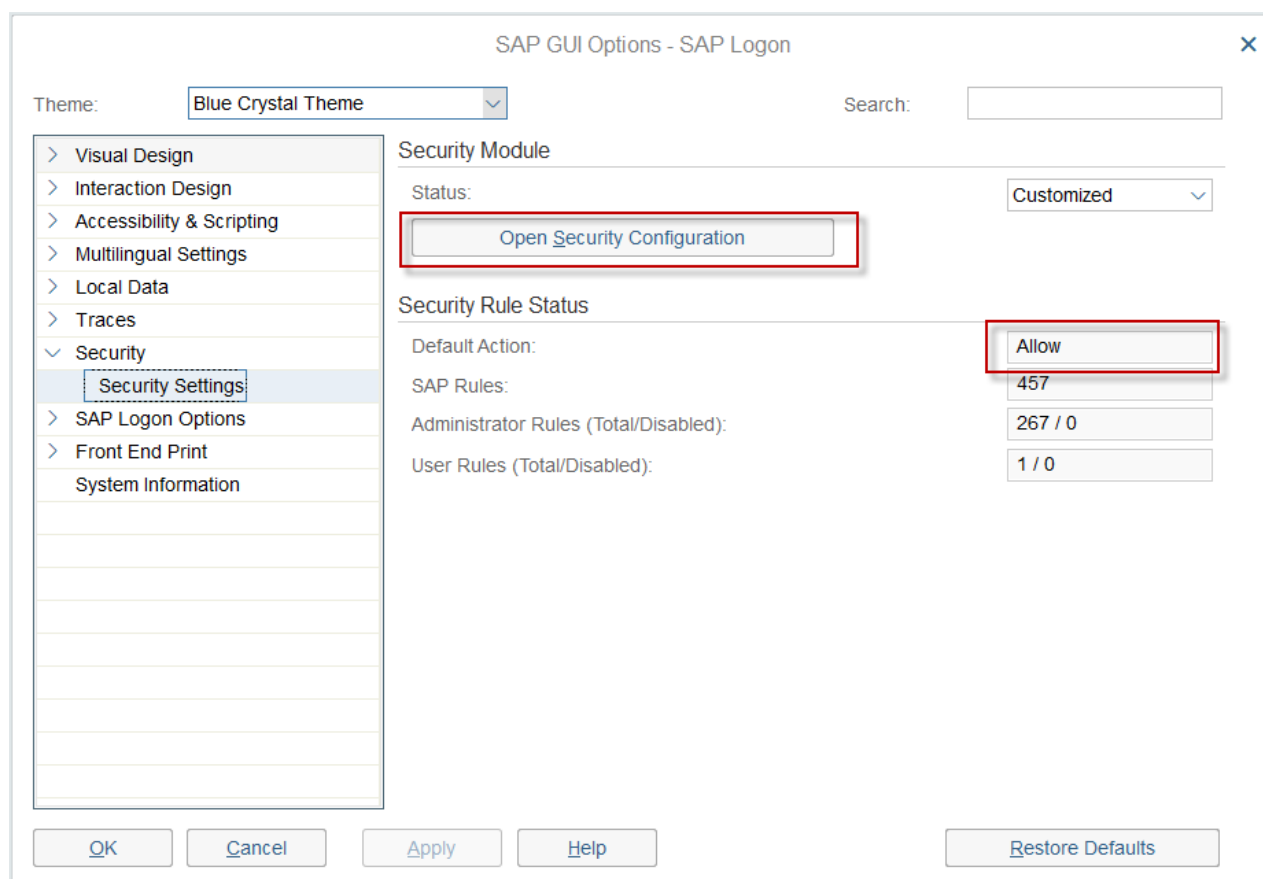 SAP GUI Options - SAP Logon
Theme: Blue Crystal Theme Search:
Visual Design
Interaction Design
Accessibility & Scripting
Multilingual Settings
Local Data
Traces
Security
Security Settings
SAP Logon Options
Front End Print
System Information
Security Module
Status: Customized
Open Security Configuration
Security Rule Status
Default Action: Allow
SAP Rules: 457
Administrator Rules (Total/Disabled): 267 / 0
User Rules (Total/Disabled): 1 / 0
OK Cancel Apply Help Restore Defaults